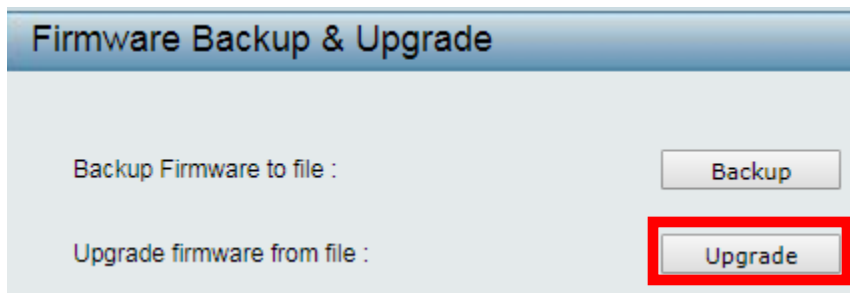 Firmware Backup & Upgrade
Backup Firmware to file : Backup
Upgrade firmware from file : Upgrade